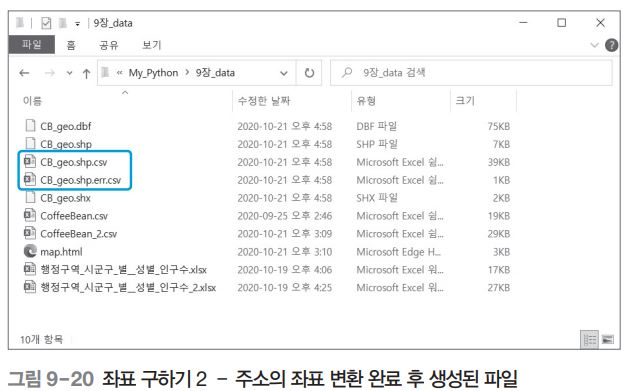 9장_data
파일 홈 공유 보기
« My_Python > 9장_data
9장_data 검색
이름 수정한 날짜 유형 크기
CB_geo.dbf 2020-10-21 오후 4:58 DBF 파일 75KB
CB_geo.shp 2020-10-21 오후 4:58 SHP 파일 7KB
CB_geo.shp.csv 2020-10-21 오후 4:58 Microsoft Excel 쉼... 39KB
CB_geo.shp.err.csv 2020-10-21 오후 4:58 Microsoft Excel 쉼... 1KB
CB_geo.shx 2020-10-21 오후 4:58 SHX 파일 2KB
CoffeeBean.csv 2020-09-25 오후 2:46 Microsoft Excel 쉼... 19KB
CoffeeBean_2.csv 2020-10-21 오후 3:09 Microsoft Excel 쉼... 29KB
map.html 2020-10-21 오후 3:10 Microsoft Edge H... 3KB
행정구역_시군구_별__성별_인구수.xlsx 2020-10-19 오후 4:06 Microsoft Excel 워... 17KB
행정구역_시군구_별__성별_인구수_2.xlsx 2020-10-19 오후 4:25 Microsoft Excel 워... 27KB
10개 항목
그림 9-20 좌표 구하기 2 - 주소의 좌표 변환 완료 후 생성된 파일